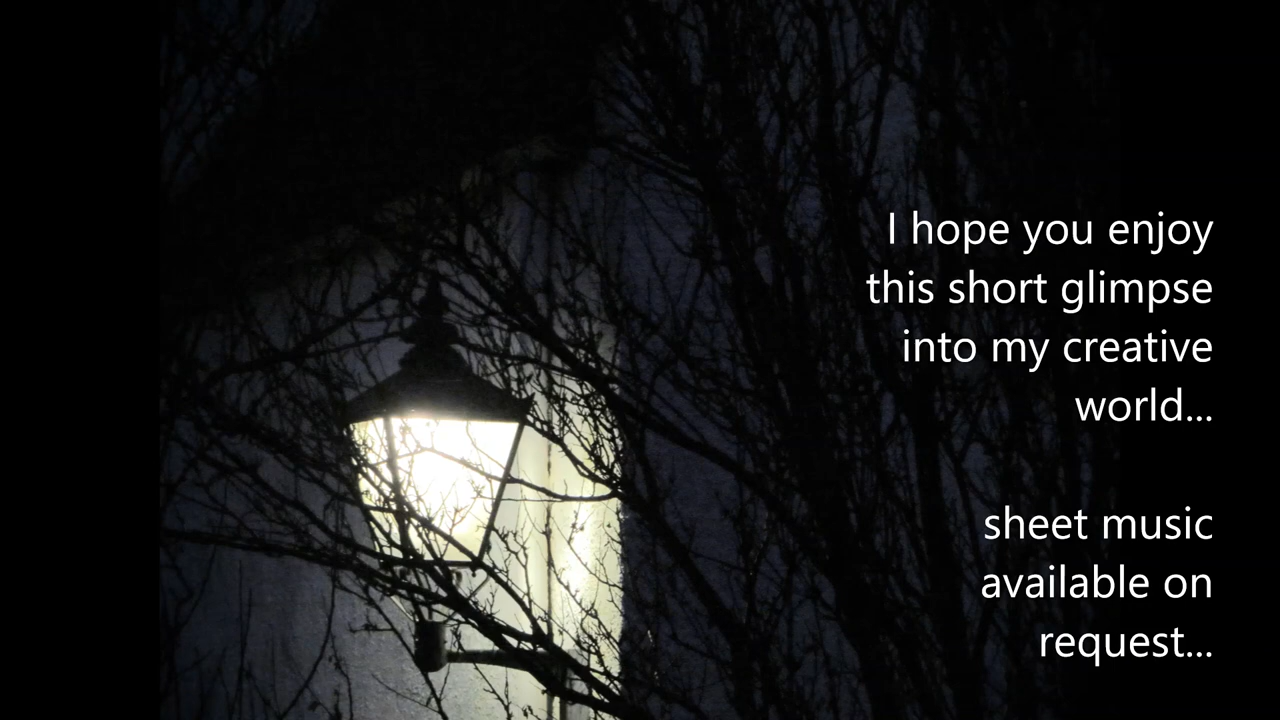 I hope you enjoy
this short glimpse
into my creative
world...
sheet music
available on
request...